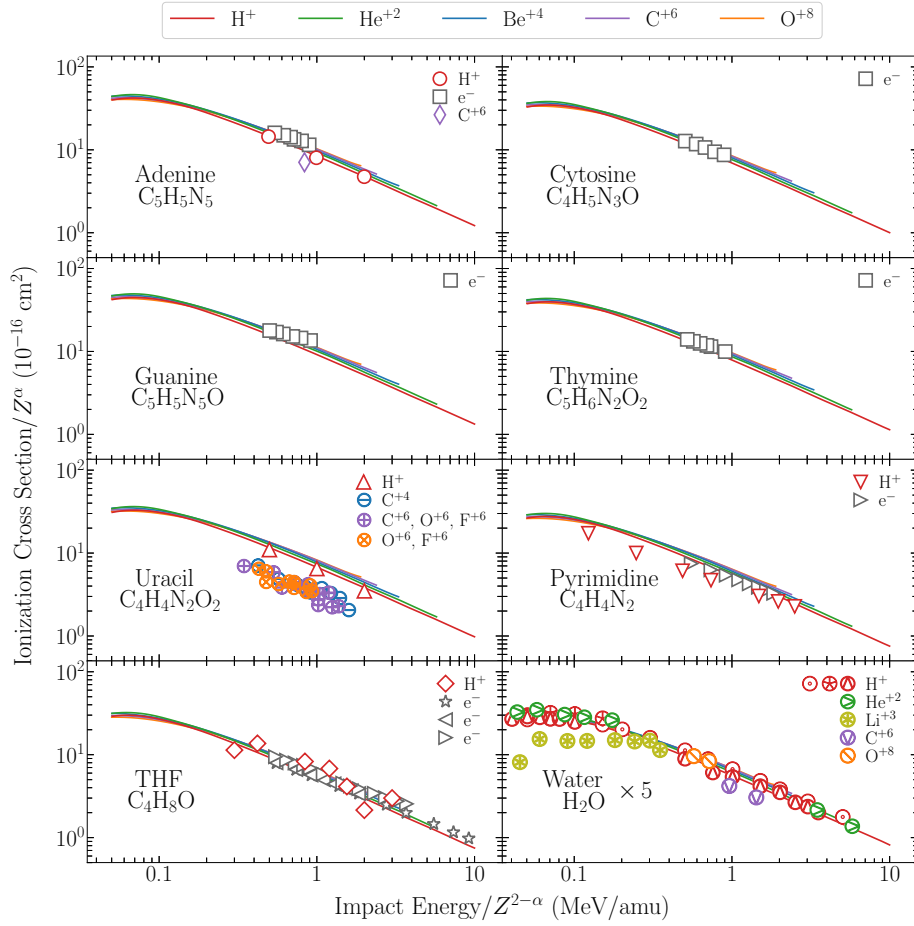 H⁺ He⁺² Be⁺⁴ C⁺⁶ O⁺⁸
Ionization Cross Section/Z^α (10⁻¹⁶ cm²)
10²
10¹
10⁰
H⁺
e⁻
C⁺⁶
Adenine
C₅H₅N₅
e⁻
Cytosine
C₄H₅N₃O
10²
10¹
10⁰
e⁻
Guanine
C₅H₅N₅O
e⁻
Thymine
C₅H₆N₂O₂
10²
10¹
10⁰
H⁺
C⁺⁴
C⁺⁶, O⁺⁶, F⁺⁶
O⁺⁶, F⁺⁶
Uracil
C₄H₄N₂O₂
H⁺
e⁻
Pyrimidine
C₄H₄N₂
10²
10¹
10⁰
H⁺
e⁻
e⁻
e⁻
THF
C₄H₈O
H⁺
He⁺²
Li⁺³
C⁺⁶
O⁺⁸
Water
H₂O × 5
0.1 1 10 0.1 1 10
Impact Energy/Z^{2−α} (MeV/amu)